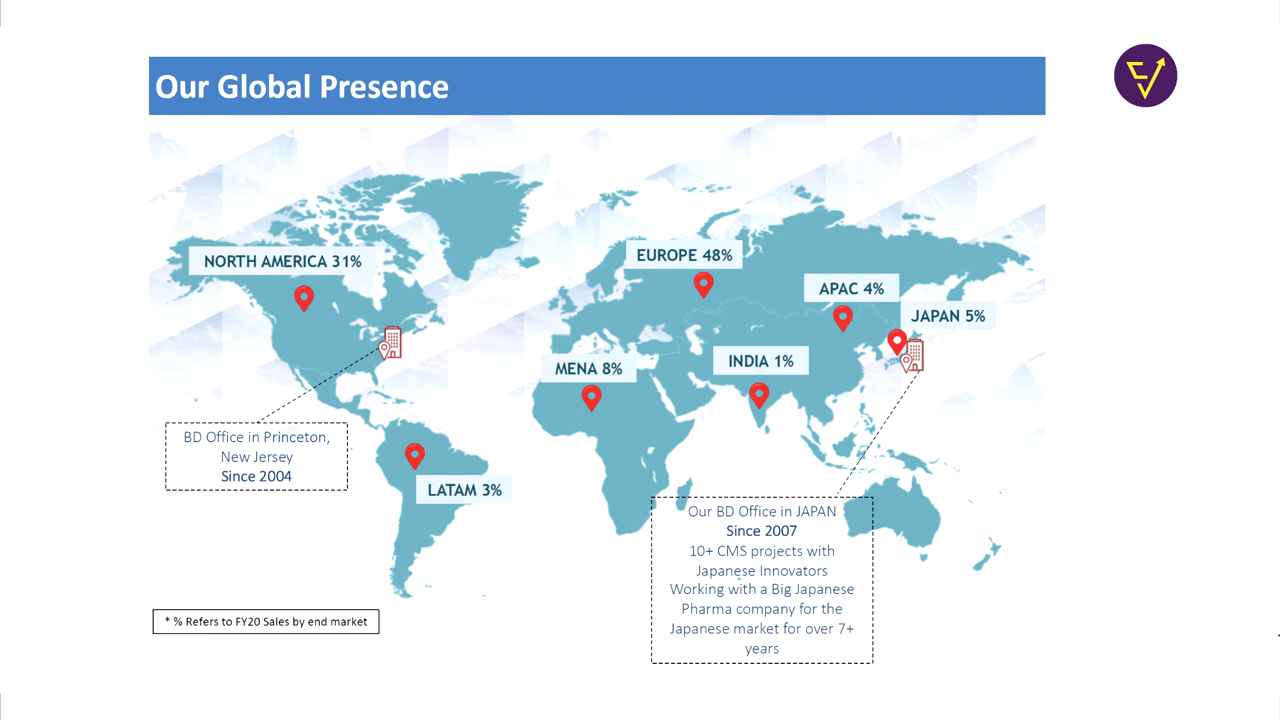 Our Global Presence
NORTH AMERICA 31%
EUROPE 48%
APAC 4%
JAPAN 5%
MENA 8%
INDIA 1%
BD Office in Princeton,
New Jersey
Since 2004
LATAM 3%
Our BD Office in JAPAN
Since 2007
10+ CMS projects with
Japanese Innovators
Working with a Big Japanese
Pharma company for the
Japanese market for over 7+
years
* % Refers to FY20 Sales by end market